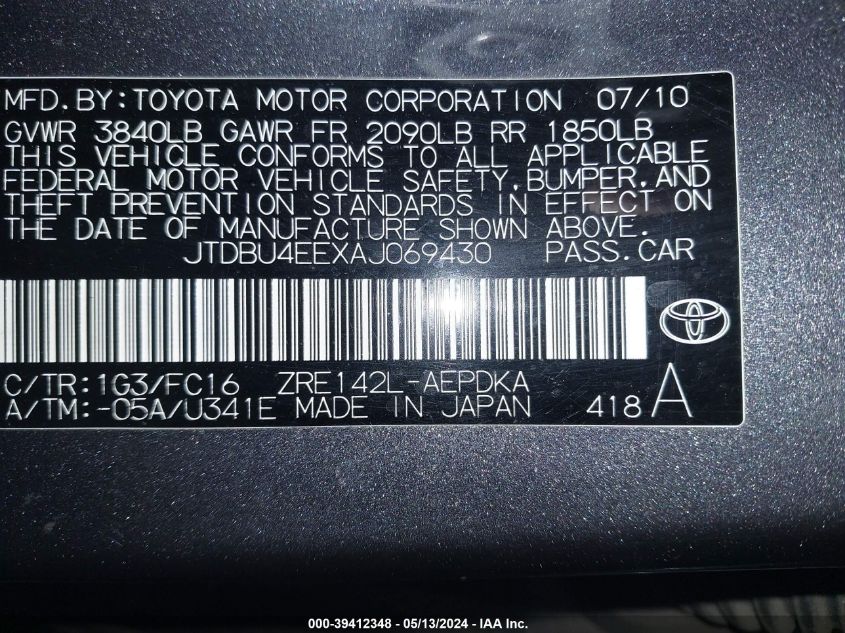 MFD.BY:TOYOTA MOTOR CORPORATION 07/10
GVWR 3840LB GAWR FR 2090LB RR 1850LB
THIS VEHICLE CONFORMS TO ALL APPLICABLE
FEDERAL MOTOR VEHICLE SAFETY,BUMPER,AND
THEFT PREVENTION STANDARDS IN EFFECT ON
THE DATE OF MANUFACTURE SHOWN ABOVE.
JTDBU4EEXAJ069430 PASS.CAR
C/TR:1G3/FC16 ZRE142L-AEPDKA
A/TM:-05A/U341E MADE IN JAPAN 418 A
000-39412348 - 05/13/2024 - IAA Inc.